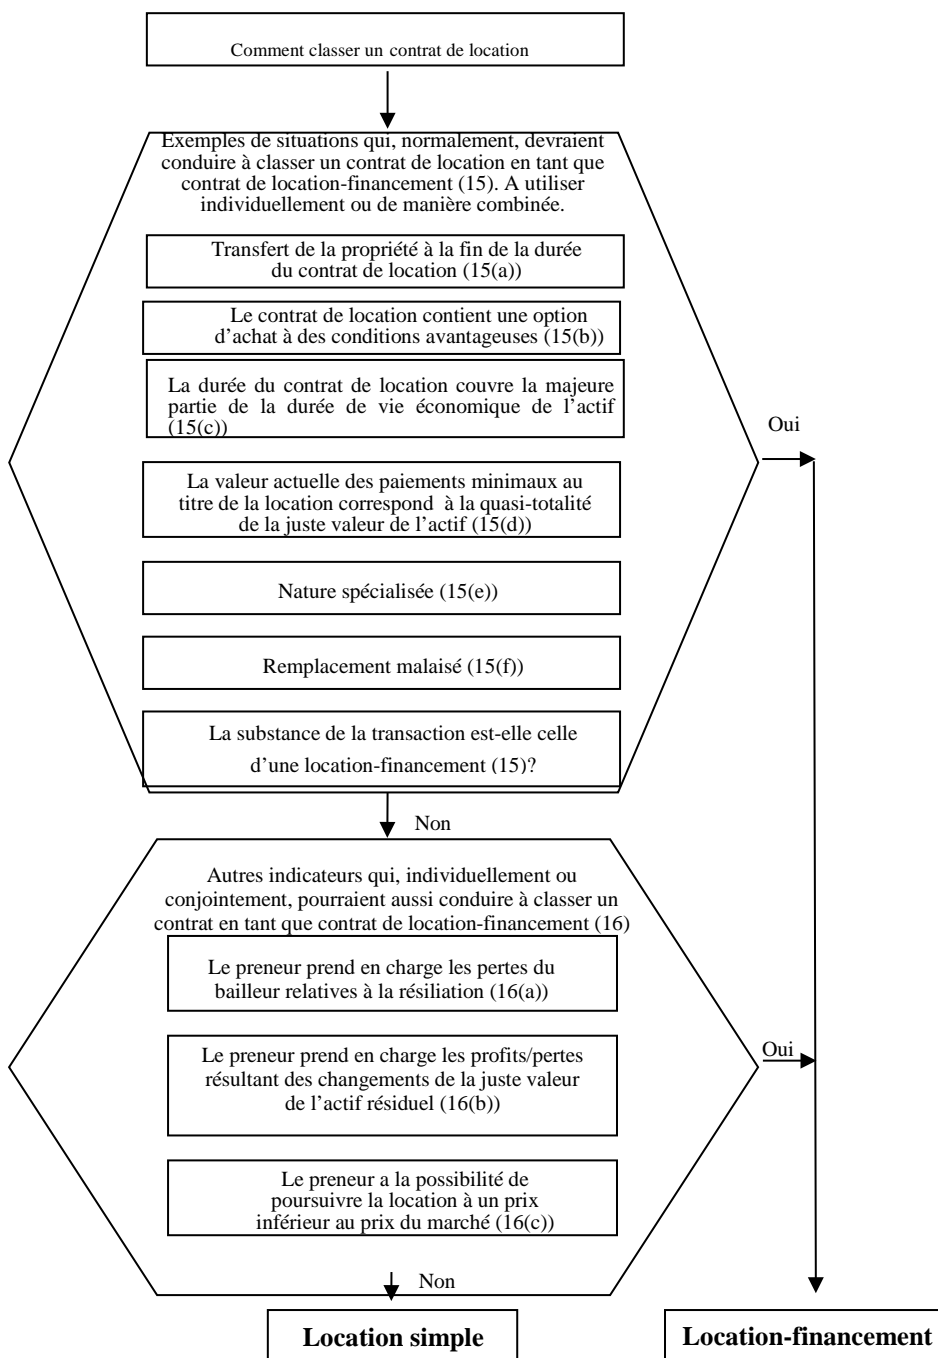 Comment classer un contrat de location
Exemples de situations qui, normalement, devraient
conduire à classer un contrat de location en tant que
contrat de location-financement (15). A utiliser
individuellement ou de manière combinée.
Transfert de la propriété à la fin de la durée
du contrat de location (15(a))
Le contrat de location contient une option
d’achat à des conditions avantageuses (15(b))
La durée du contrat de location couvre la majeure
partie de la durée de vie économique de l’actif
(15(c))
Oui
La valeur actuelle des paiements minimaux au
titre de la location correspond à la quasi-totalité
de la juste valeur de l’actif (15(d))
Nature spécialisée (15(e))
Remplacement malaisé (15(f))
La substance de la transaction est-elle celle
d’une location-financement (15)?
Non
Autres indicateurs qui, individuellement ou
conjointement, pourraient aussi conduire à classer un
contrat en tant que contrat de location-financement (16)
Le preneur prend en charge les pertes du
bailleur relatives à la résiliation (16(a))
Le preneur prend en charge les profits/pertes
résultant des changements de la juste valeur
de l’actif résiduel (16(b))
Oui
Le preneur a la possibilité de
poursuivre la location à un prix
inférieur au prix du marché (16(c))
Non
Location simple
Location-financement